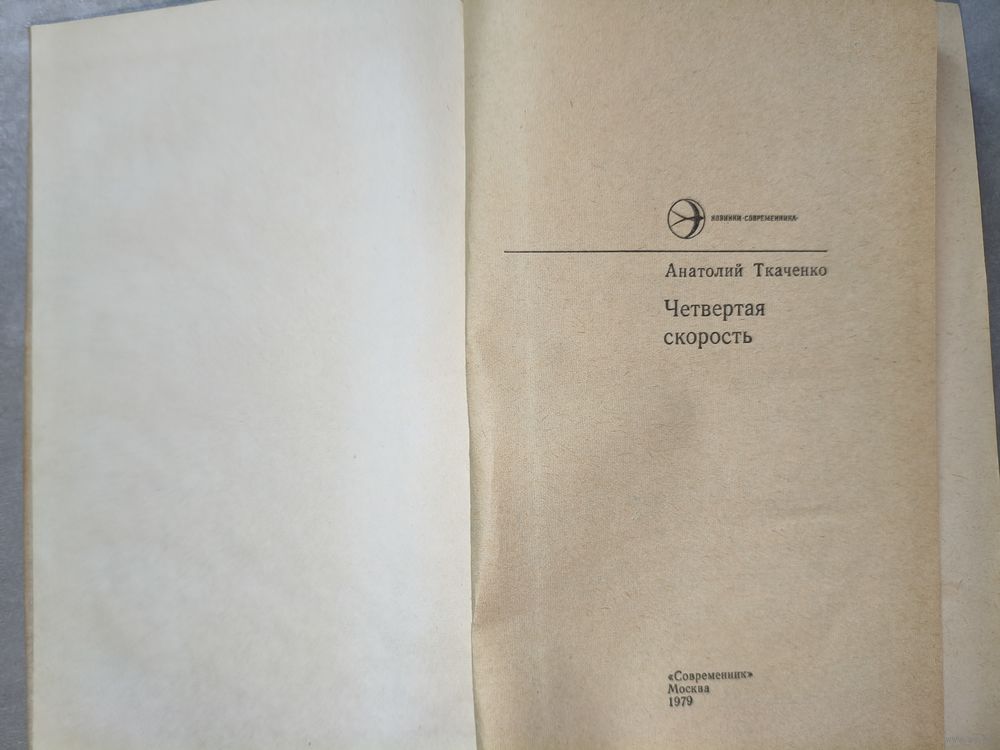 НОВИНКИ «СОВРЕМЕННИКА»
Анатолий Ткаченко
Четвертая
скорость
«Современник»
Москва
1979